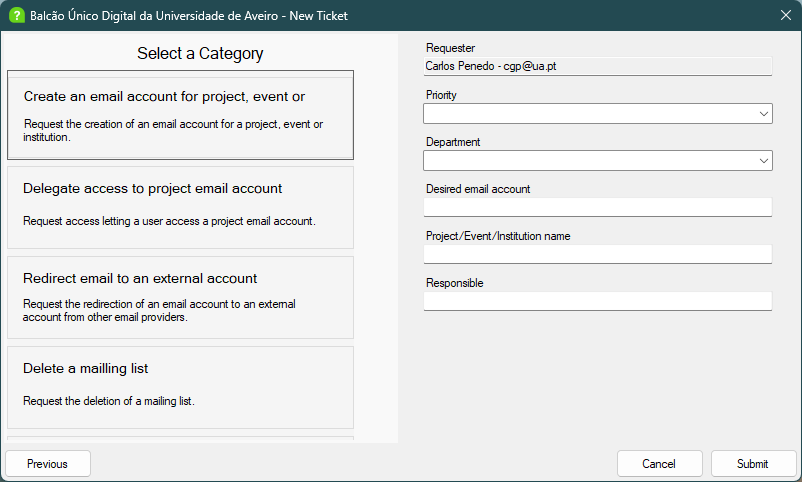 Balcão Único Digital da Universidade de Aveiro - New Ticket
Select a Category
Create an email account for project, event or
Request the creation of an email account for a project, event or
institution.
Delegate access to project email account
Request access letting a user access a project email account.
Redirect email to an external account
Request the redirection of an email account to an external
account from other email providers.
Delete a mailling list
Request the deletion of a mailing list.
Requester
Carlos Penedo - cgp@ua.pt
Priority
Department
Desired email account
Project/Event/Institution name
Responsible
Previous
Cancel
Submit